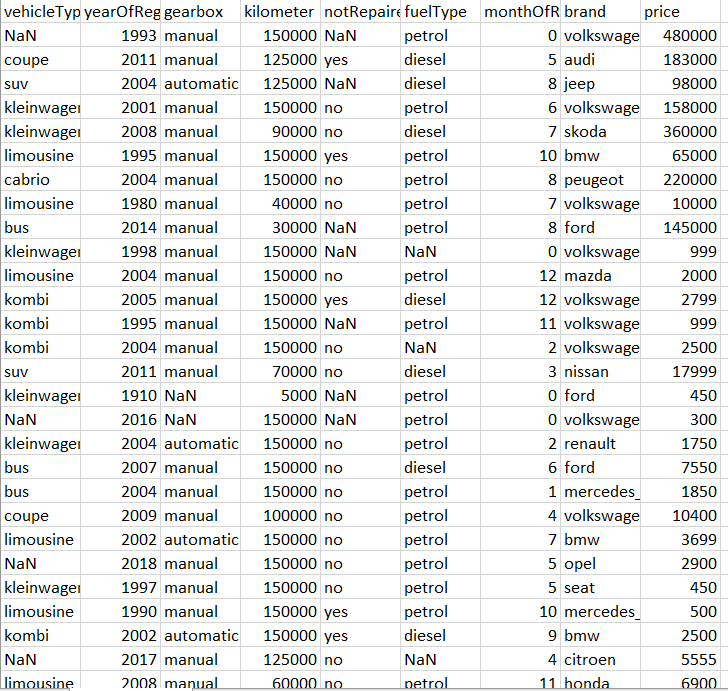 vehicleTyp yearOfReg gearbox kilometer notRepaire fuelType monthOfR brand price
NaN 1993 manual 150000 NaN petrol 0 volkswage 480000
coupe 2011 manual 125000 yes diesel 5 audi 183000
suv 2004 automatic 125000 NaN diesel 8 jeep 98000
kleinwagen 2001 manual 150000 no petrol 6 volkswage 158000
kleinwagen 2008 manual 90000 no diesel 7 skoda 360000
limousine 1995 manual 150000 yes petrol 10 bmw 65000
cabrio 2004 manual 150000 no petrol 8 peugeot 220000
limousine 1980 manual 40000 no petrol 7 volkswage 10000
bus 2014 manual 30000 NaN petrol 8 ford 145000
kleinwagen 1998 manual 150000 NaN NaN 0 volkswage 999
limousine 2004 manual 150000 no petrol 12 mazda 2000
kombi 2005 manual 150000 yes diesel 12 volkswage 2799
kombi 1995 manual 150000 NaN petrol 11 volkswage 999
kombi 2004 manual 150000 no NaN 2 volkswage 2500
suv 2011 manual 70000 no diesel 3 nissan 17999
kleinwagen 1910 NaN 5000 NaN petrol 0 ford 450
NaN 2016 NaN 150000 NaN petrol 0 volkswage 300
kleinwagen 2004 automatic 150000 no petrol 2 renault 1750
bus 2007 manual 150000 no diesel 6 ford 7550
bus 2004 manual 150000 no petrol 1 mercedes_ 1850
coupe 2009 manual 100000 no petrol 4 volkswage 10400
limousine 2002 automatic 150000 no petrol 7 bmw 3699
NaN 2018 manual 150000 no petrol 5 opel 2900
kleinwagen 1997 manual 150000 no petrol 5 seat 450
limousine 1990 manual 150000 yes petrol 10 mercedes_ 500
kombi 2002 automatic 150000 yes diesel 9 bmw 2500
NaN 2017 manual 125000 no NaN 4 citroen 5555
limousine 2008 manual 60000 no petrol 11 honda 6900